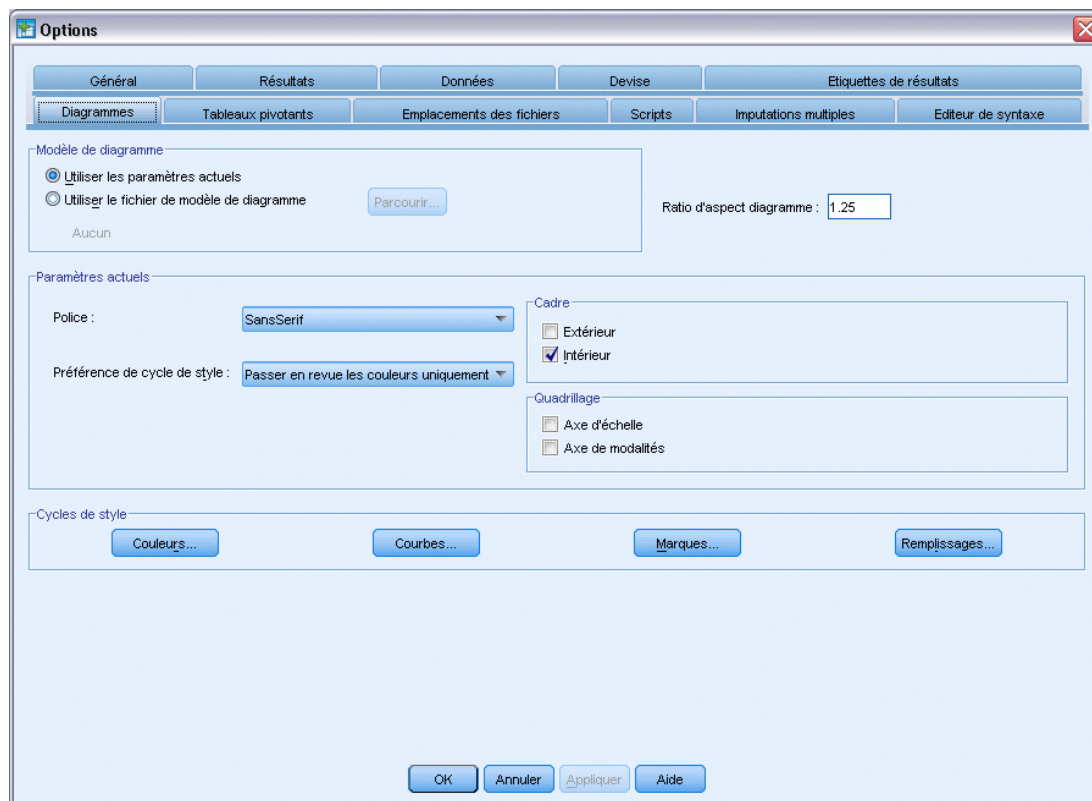 Options
Général Résultats Données Devise Etiquettes de résultats
Diagrammes Tableaux pivotants Emplacements des fichiers Scripts Imputations multiples Editeur de syntaxe
Modèle de diagramme
Utiliser les paramètres actuels
Utiliser le fichier de modèle de diagramme Parcourir...
Aucun
Ratio d'aspect diagramme : 1.25
Paramètres actuels
Police : SansSerif
Préférence de cycle de style : Passer en revue les couleurs uniquement
Cadre
Extérieur
Intérieur
Quadrillage
Axe d'échelle
Axe de modalités
Cycles de style
Couleurs... Courbes... Marques... Remplissages...
OK Annuler Appliquer Aide